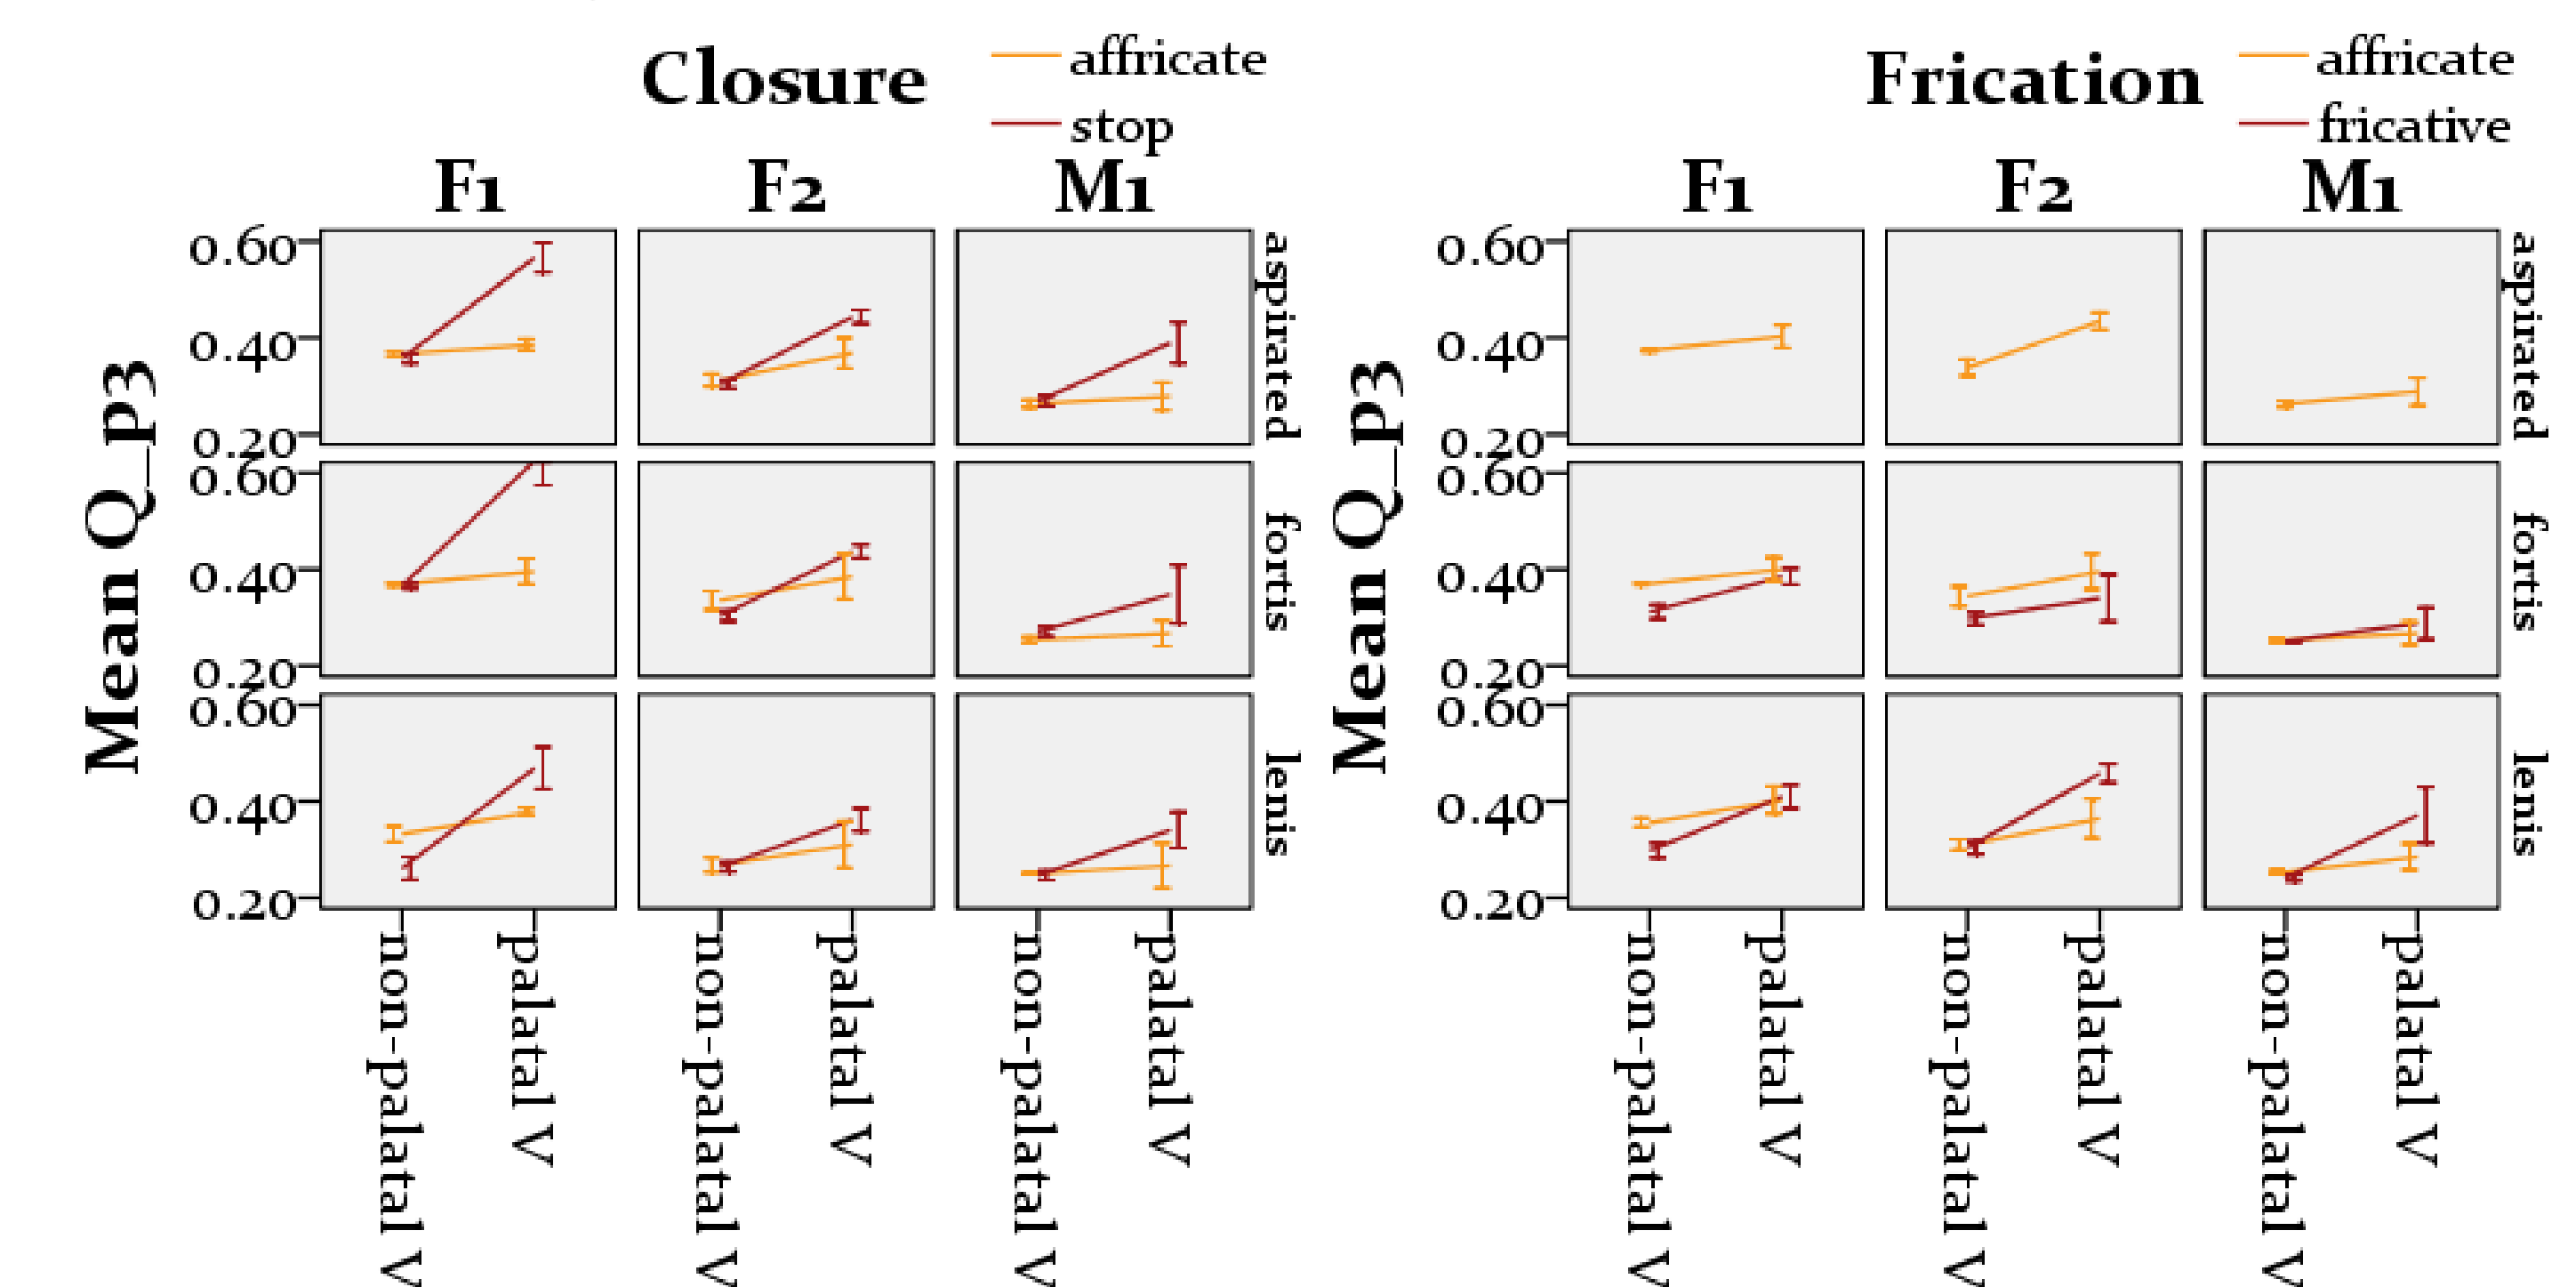 Closure
affricate
stop
F1 F2 M1
Mean Q_p3
0.60
0.40
0.20
aspirated
0.60
0.40
0.20
fortis
0.60
0.40
0.20
lenis
non-palatal V palatal V non-palatal V palatal V non-palatal V palatal V
Frication
affricate
fricative
F1 F2 M1
Mean Q_p3
0.60
0.40
0.20
aspirated
0.60
0.40
0.20
fortis
0.60
0.40
0.20
lenis
non-palatal V palatal V non-palatal V palatal V non-palatal V palatal V